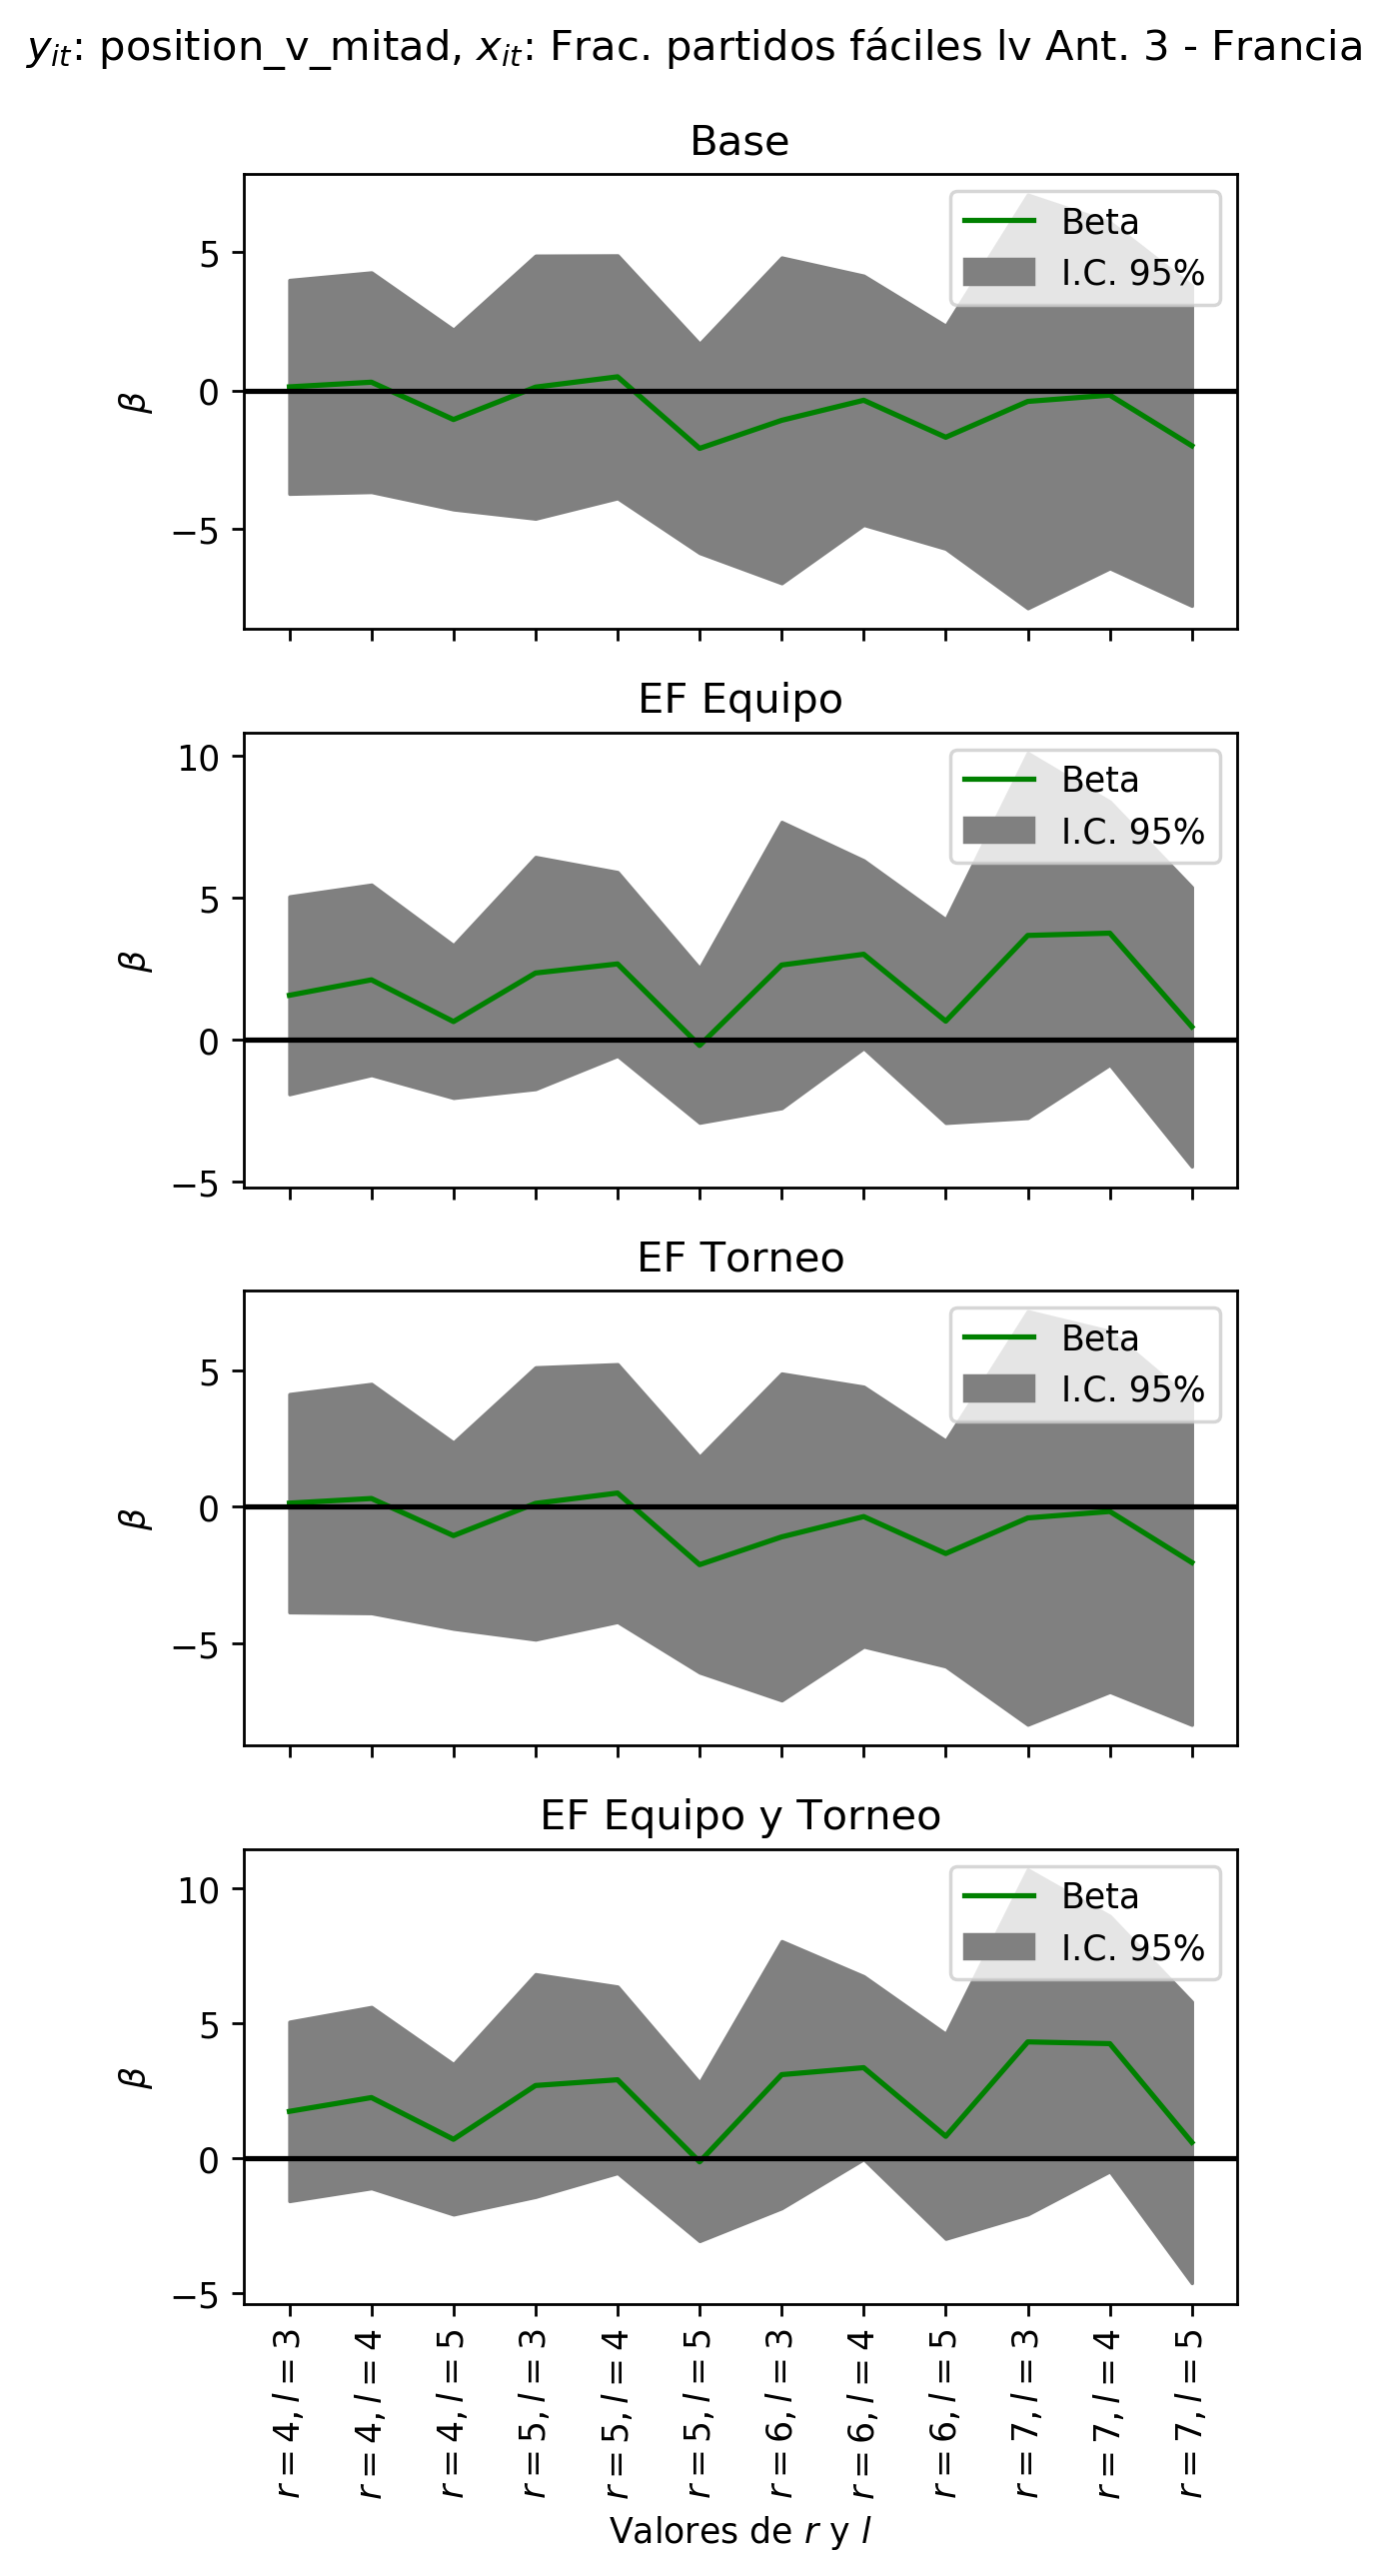 y_it: position_v_mitad, x_it: Frac. partidos fáciles lv Ant. 3 - Francia
Base
Beta
I.C. 95%
5
0
−5
β
EF Equipo
Beta
I.C. 95%
10
5
0
−5
β
EF Torneo
Beta
I.C. 95%
5
0
−5
β
EF Equipo y Torneo
Beta
I.C. 95%
10
5
0
−5
β
r = 4, l = 3
r = 4, l = 4
r = 4, l = 5
r = 5, l = 3
r = 5, l = 4
r = 5, l = 5
r = 6, l = 3
r = 6, l = 4
r = 6, l = 5
r = 7, l = 3
r = 7, l = 4
r = 7, l = 5
Valores de r y l